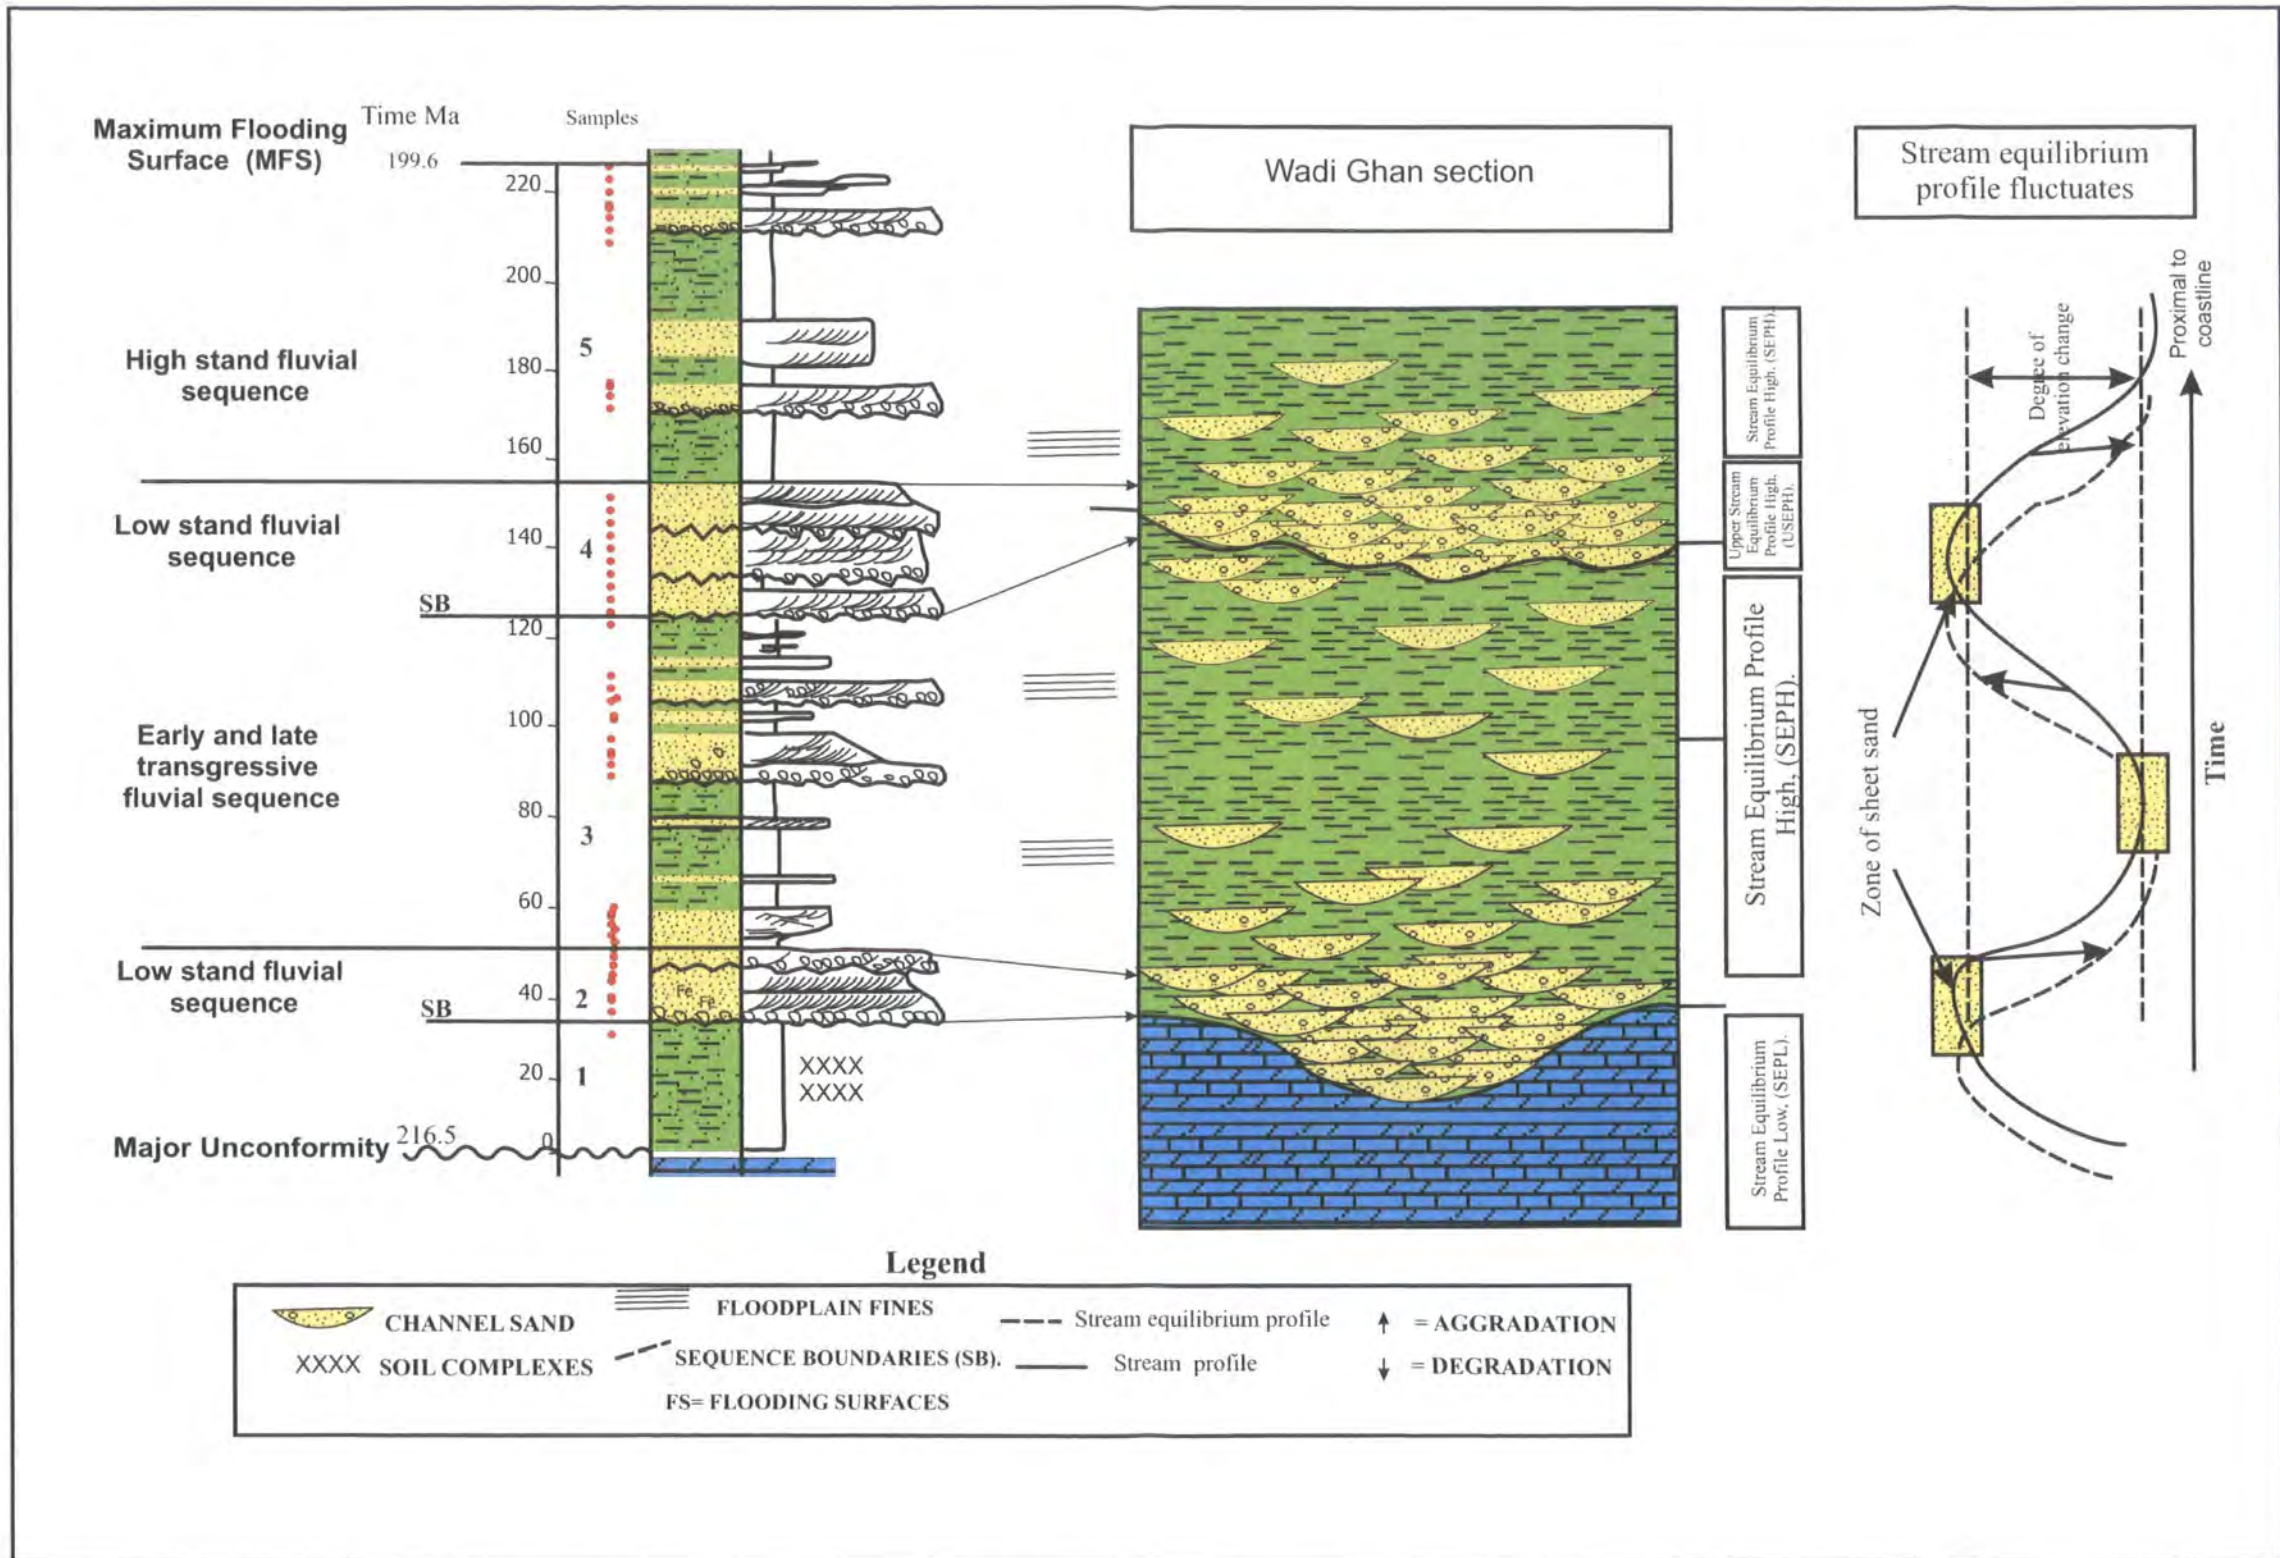 Maximum Flooding
Surface (MFS)
Time Ma
199.6
Samples
220
200
180
160
140
120
100
80
60
40
20
0
High stand fluvial
sequence
5
Low stand fluvial
sequence
4
SB
Early and late
transgressive
fluvial sequence
3
Low stand fluvial
sequence
2
SB
Fe
Fe
1
XXXX
XXXX
Major Unconformity
216.5
Wadi Ghan section
Stream Equilibrium
Profile High, (SEPH).
Upper Stream
Equilibrium
Profile High,
(USEPH).
Stream Equilibrium Profile
High, (SEPH).
Stream Equilibrium
Profile Low, (SEPL).
Stream equilibrium
profile fluctuates
Proximal to
coastline
Degree of
elevation change
Zone of sheet sand
Time
Legend
CHANNEL SAND
XXXX SOIL COMPLEXES
FLOODPLAIN FINES
SEQUENCE BOUNDARIES (SB).
FS= FLOODING SURFACES
Stream equilibrium profile
Stream profile
= AGGRADATION
= DEGRADATION